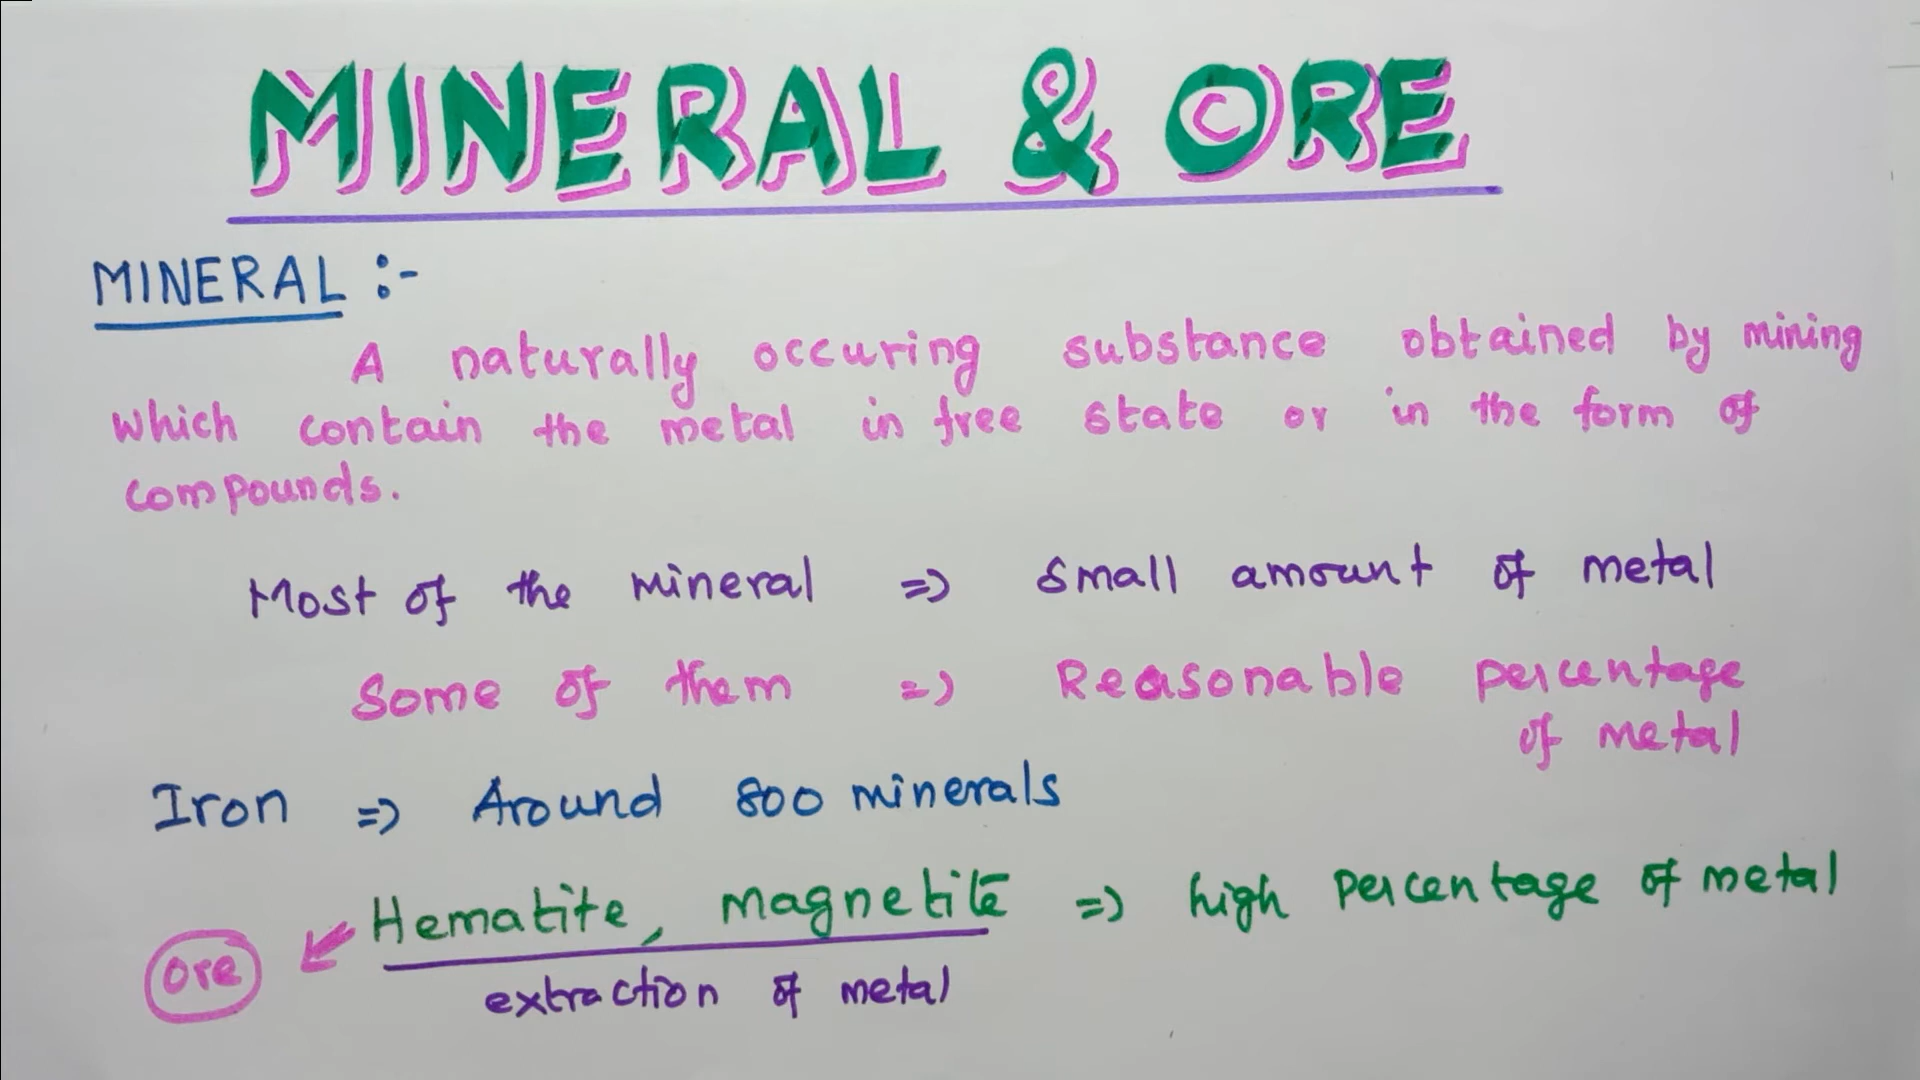 MINERAL & ORE
MINERAL :-
A naturally occuring substance obtained by mining
which contain the metal in free state or in the form of
compounds.
Most of the mineral => small amount of metal
Some of them => Reasonable percentage
of metal
Iron => Around 800 minerals
Hematite, magnetite => high percentage of metal
ore
extraction of metal